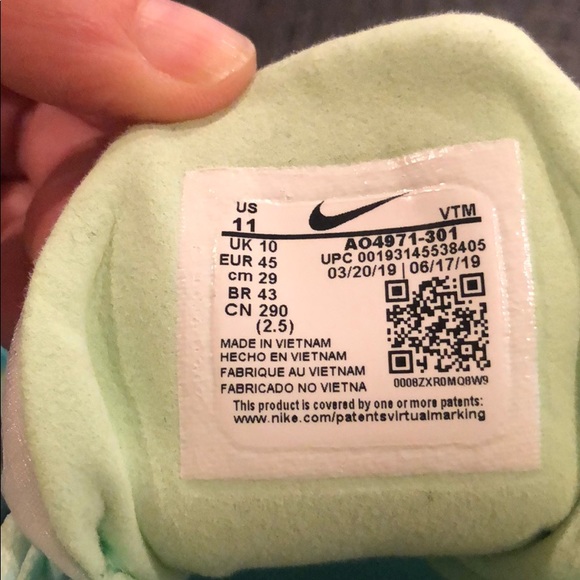 US
11
VTM
UK 10
EUR 45
cm 29
BR 43
CN 290
(2.5)
AO4971-301
UPC 00193145538405
03/20/19 | 06/17/19
MADE IN VIETNAM
HECHO EN VIETNAM
FABRIQUE AU VIETNAM
FABRICADO NO VIETNA
0008ZXR0MQ8W9
This product is covered by one or more patents:
www.nike.com/patentsvirtualmarking